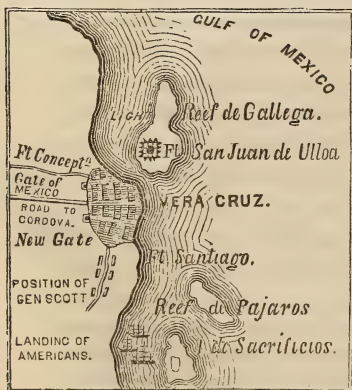 GULF OF MEXICO
LIGHT Reef de Gallega.
Ft San Juan de Ulloa
Ft Concept.n
Gate of
MEXICO
VERA CRUZ.
ROAD TO
CORDOVA.
New Gate
Ft. Santiago.
POSITION OF
GEN SCOTT
Reef de Pajaros
LANDING OF
AMERICANS.
I de Sacrificios.